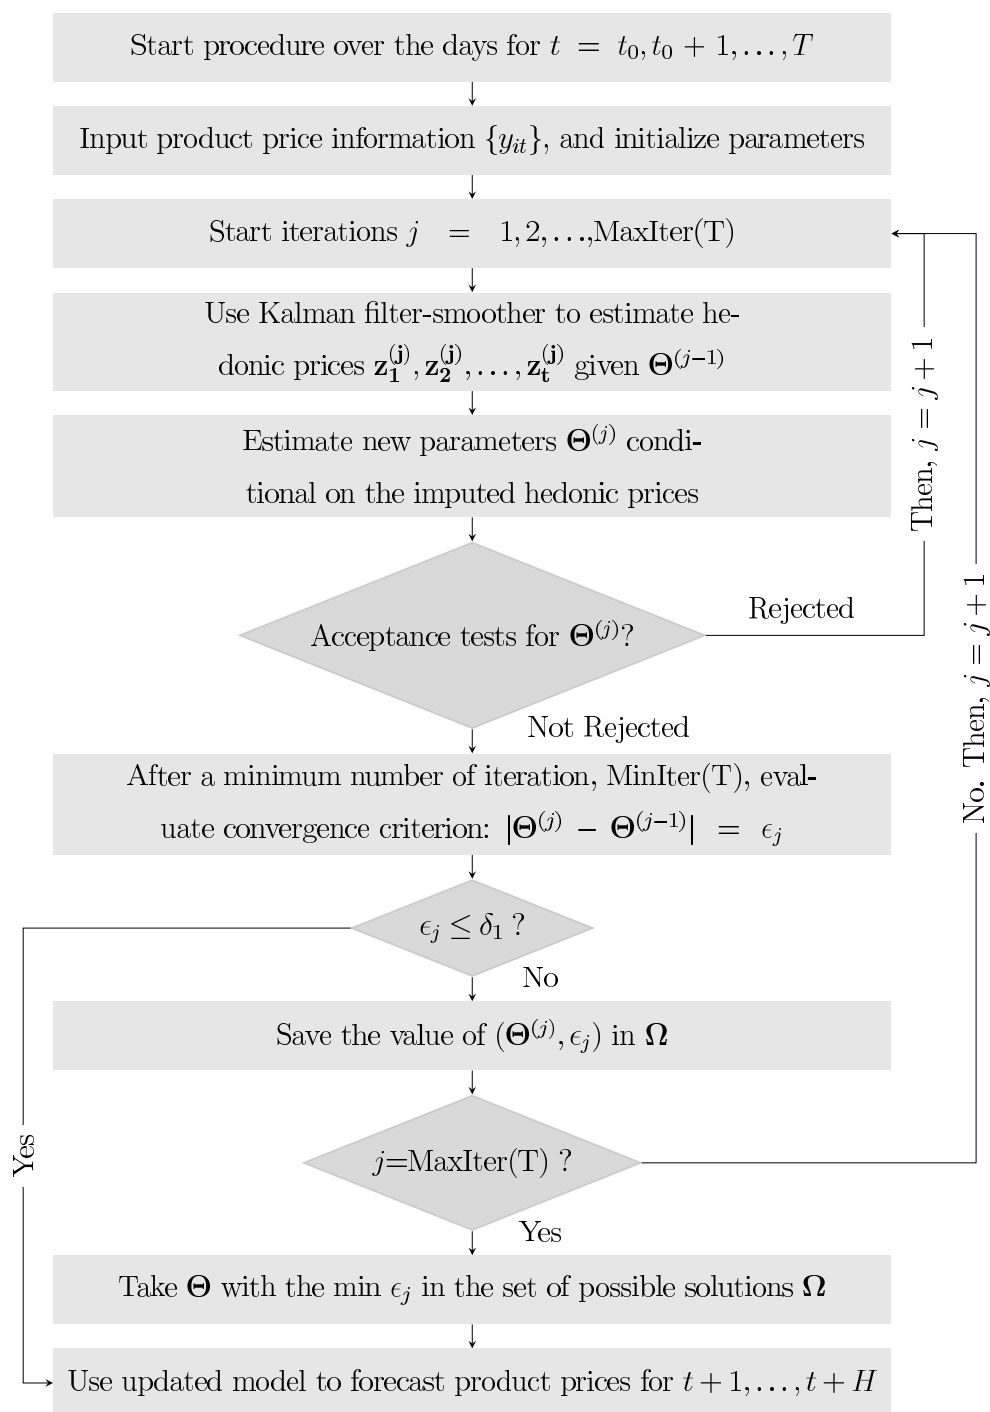 Start procedure over the days for t = t₀, t₀ + 1, …, T
Input product price information {yᵢₜ}, and initialize parameters
Start iterations j = 1, 2, …,MaxIter(T)
Use Kalman filter-smoother to estimate he-
donic prices z₁⁽ʲ⁾, z₂⁽ʲ⁾, …, zₜ⁽ʲ⁾ given Θ⁽ʲ⁻¹⁾
Estimate new parameters Θ⁽ʲ⁾ condi-
tional on the imputed hedonic prices
Then, j = j + 1
Acceptance tests for Θ⁽ʲ⁾?
Rejected
No. Then, j = j + 1
Not Rejected
After a minimum number of iteration, MinIter(T), eval-
uate convergence criterion: |Θ⁽ʲ⁾ − Θ⁽ʲ⁻¹⁾| = ϵⱼ
ϵⱼ ≤ δ₁ ?
No
Save the value of (Θ⁽ʲ⁾, ϵⱼ) in Ω
Yes
j=MaxIter(T) ?
Yes
Take Θ with the min ϵⱼ in the set of possible solutions Ω
Use updated model to forecast product prices for t + 1, …, t + H